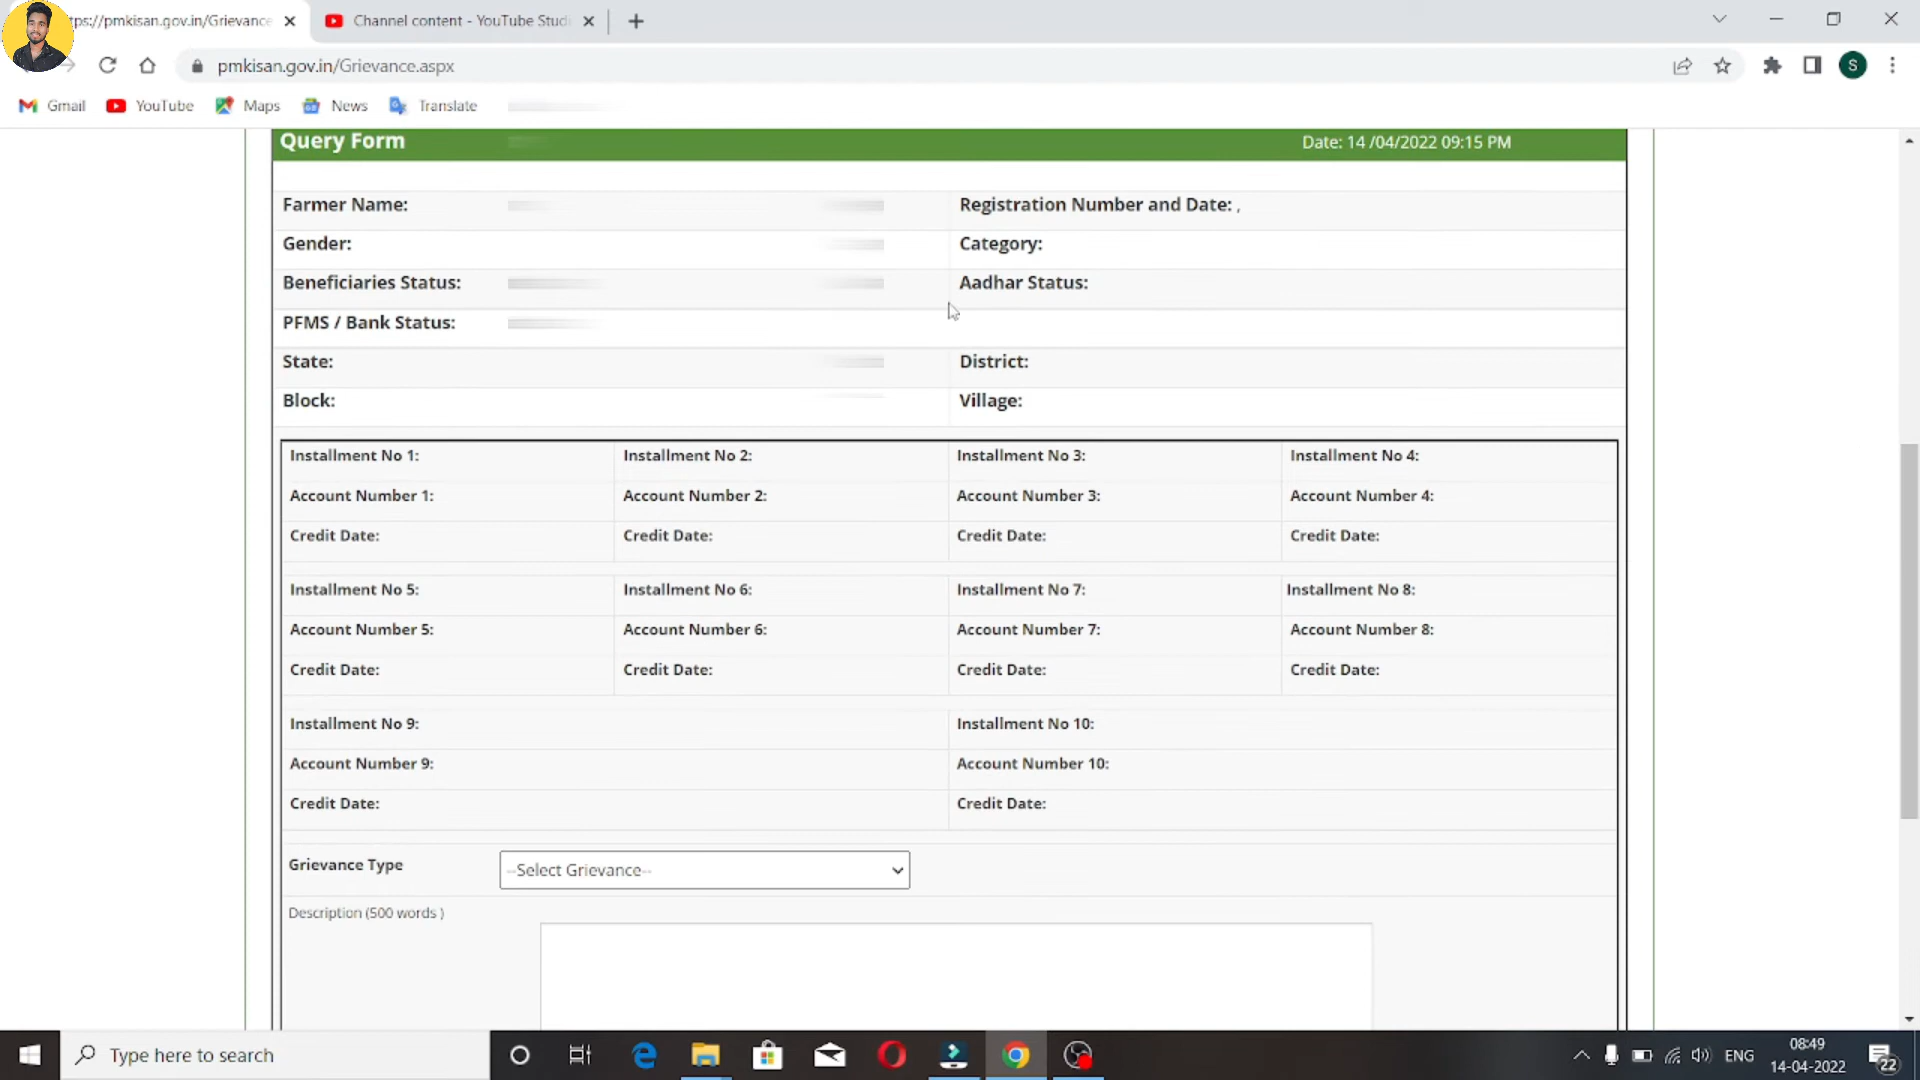 tps://pmkisan.gov.in/Grievance
Channel content - YouTube Studi
pmkisan.gov.in/Grievance.aspx
S
Gmail YouTube Maps News Translate
Query Form Date: 14 /04/2022 09:15 PM
Farmer Name: Registration Number and Date: ,
Gender: Category:
Beneficiaries Status: Aadhar Status:
PFMS / Bank Status:
State: District:
Block: Village:
Installment No 1: Installment No 2: Installment No 3: Installment No 4:
Account Number 1: Account Number 2: Account Number 3: Account Number 4:
Credit Date: Credit Date: Credit Date: Credit Date:
Installment No 5: Installment No 6: Installment No 7: Installment No 8:
Account Number 5: Account Number 6: Account Number 7: Account Number 8:
Credit Date: Credit Date: Credit Date: Credit Date:
Installment No 9: Installment No 10:
Account Number 9: Account Number 10:
Credit Date: Credit Date:
Grievance Type --Select Grievance--
Description (500 words )
Type here to search
ENG
08:49
14-04-2022
22